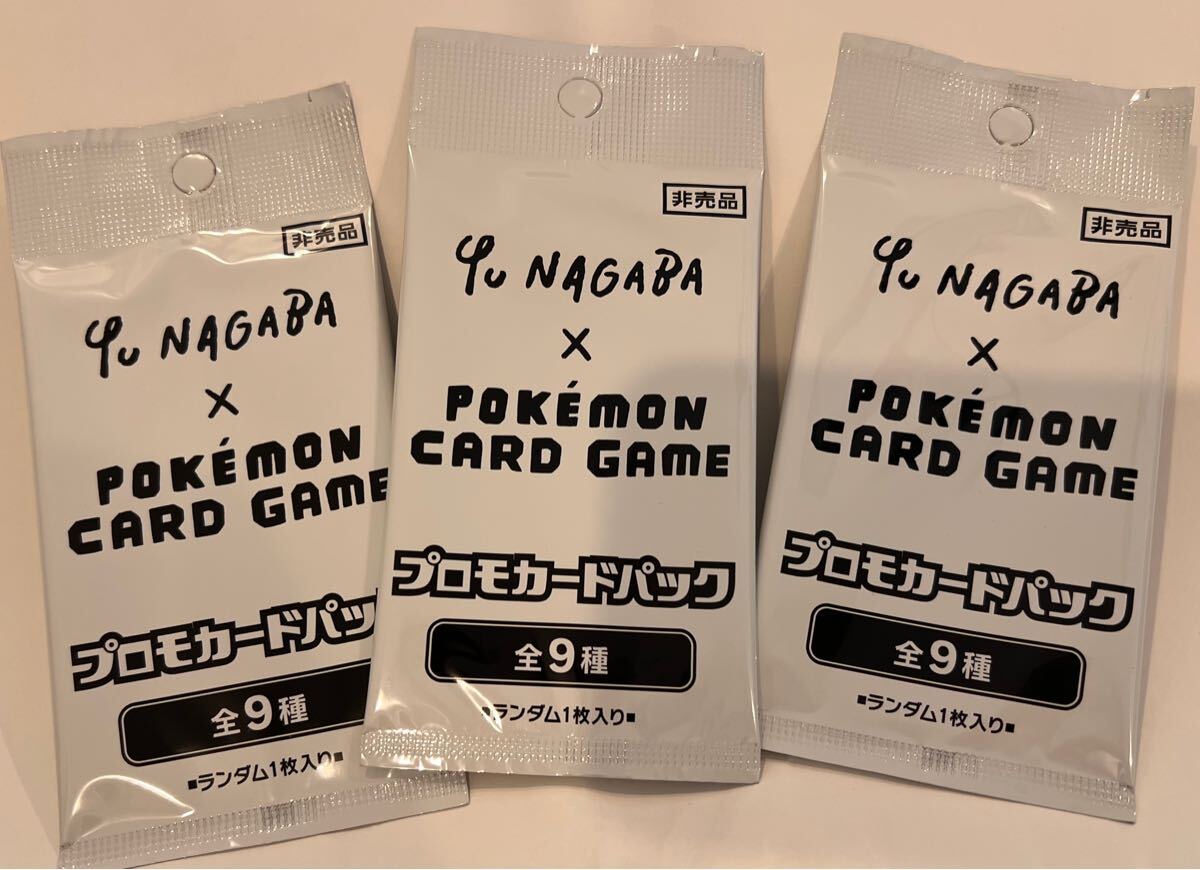 非売品
YU NAGABA
×
POKÉMON
CARD GAME
プロモカードパック
全9種
■ランダム1枚入り■
非売品
YU NAGABA
×
POKÉMON
CARD GAME
プロモカードパック
全9種
■ランダム1枚入り■
非売品
YU NAGABA
×
POKÉMON
CARD GAME
プロモカードパック
全9種
■ランダム1枚入り■